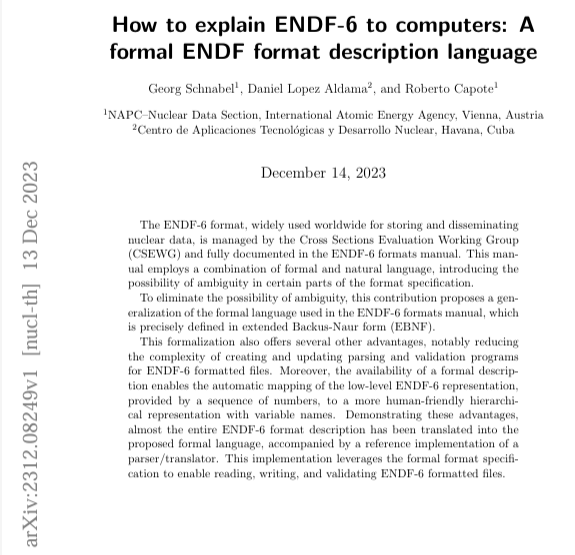 How to explain ENDF-6 to computers: A
formal ENDF format description language
Georg Schnabel1, Daniel Lopez Aldama2, and Roberto Capote1
1NAPC–Nuclear Data Section, International Atomic Energy Agency, Vienna, Austria
2Centro de Aplicaciones Tecnológicas y Desarrollo Nuclear, Havana, Cuba
December 14, 2023
The ENDF-6 format, widely used worldwide for storing and disseminating
nuclear data, is managed by the Cross Sections Evaluation Working Group
(CSEWG) and fully documented in the ENDF formats manual. This man-
ual employs a combination of formal and natural language, introducing the
possibility of ambiguity in certain parts of the format specification.
To eliminate the possibility of ambiguity, this contribution proposes a gen-
eralization of the formal language used in the ENDF formats manual, which
is precisely defined in extended Backus-Naur form (EBNF).
This formalization also offers several other advantages, notably reducing
the complexity of creating and updating parsing and validation programs
for ENDF-6 formatted files. Moreover, the availability of a formal descrip-
tion enables the automatic mapping of the low-level ENDF-6 representation,
provided by a sequence of numbers, to a more human-friendly hierarchi-
cal representation with variable names. Demonstrating these advantages,
almost the entire ENDF-6 format description has been translated into the
proposed formal language, accompanied by a reference implementation of a
parser/translator. This implementation leverages the formal format specifi-
cation to enable reading, writing, and validating ENDF-6 formatted files.
arXiv:2312.08249v1 [nucl-th] 13 Dec 2023